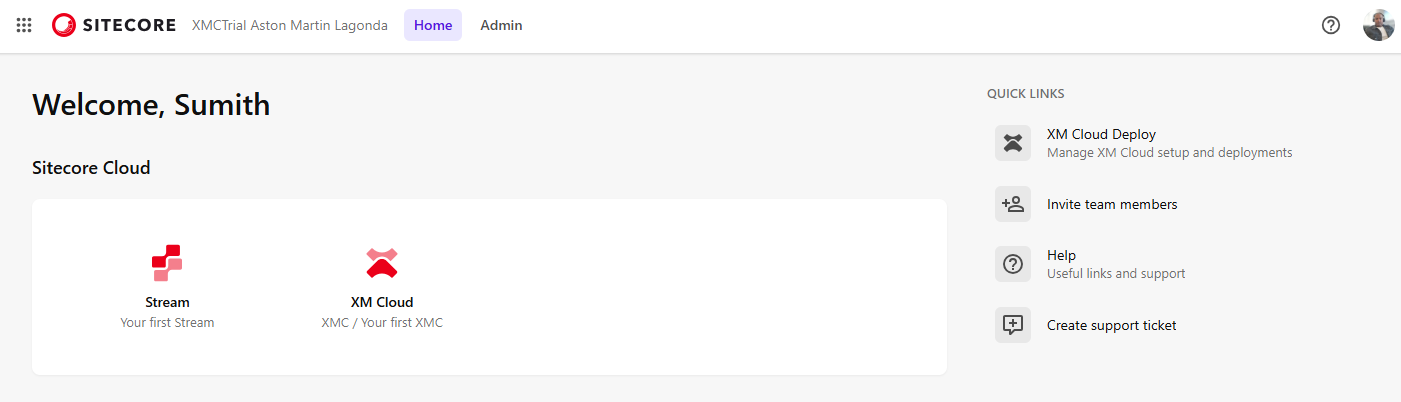 SITECORE XMCTrial Aston Martin Lagonda Home Admin
Welcome, Sumith
Sitecore Cloud
Stream
Your first Stream
XM Cloud
XMC / Your first XMC
QUICK LINKS
XM Cloud Deploy
Manage XM Cloud setup and deployments
Invite team members
Help
Useful links and support
Create support ticket